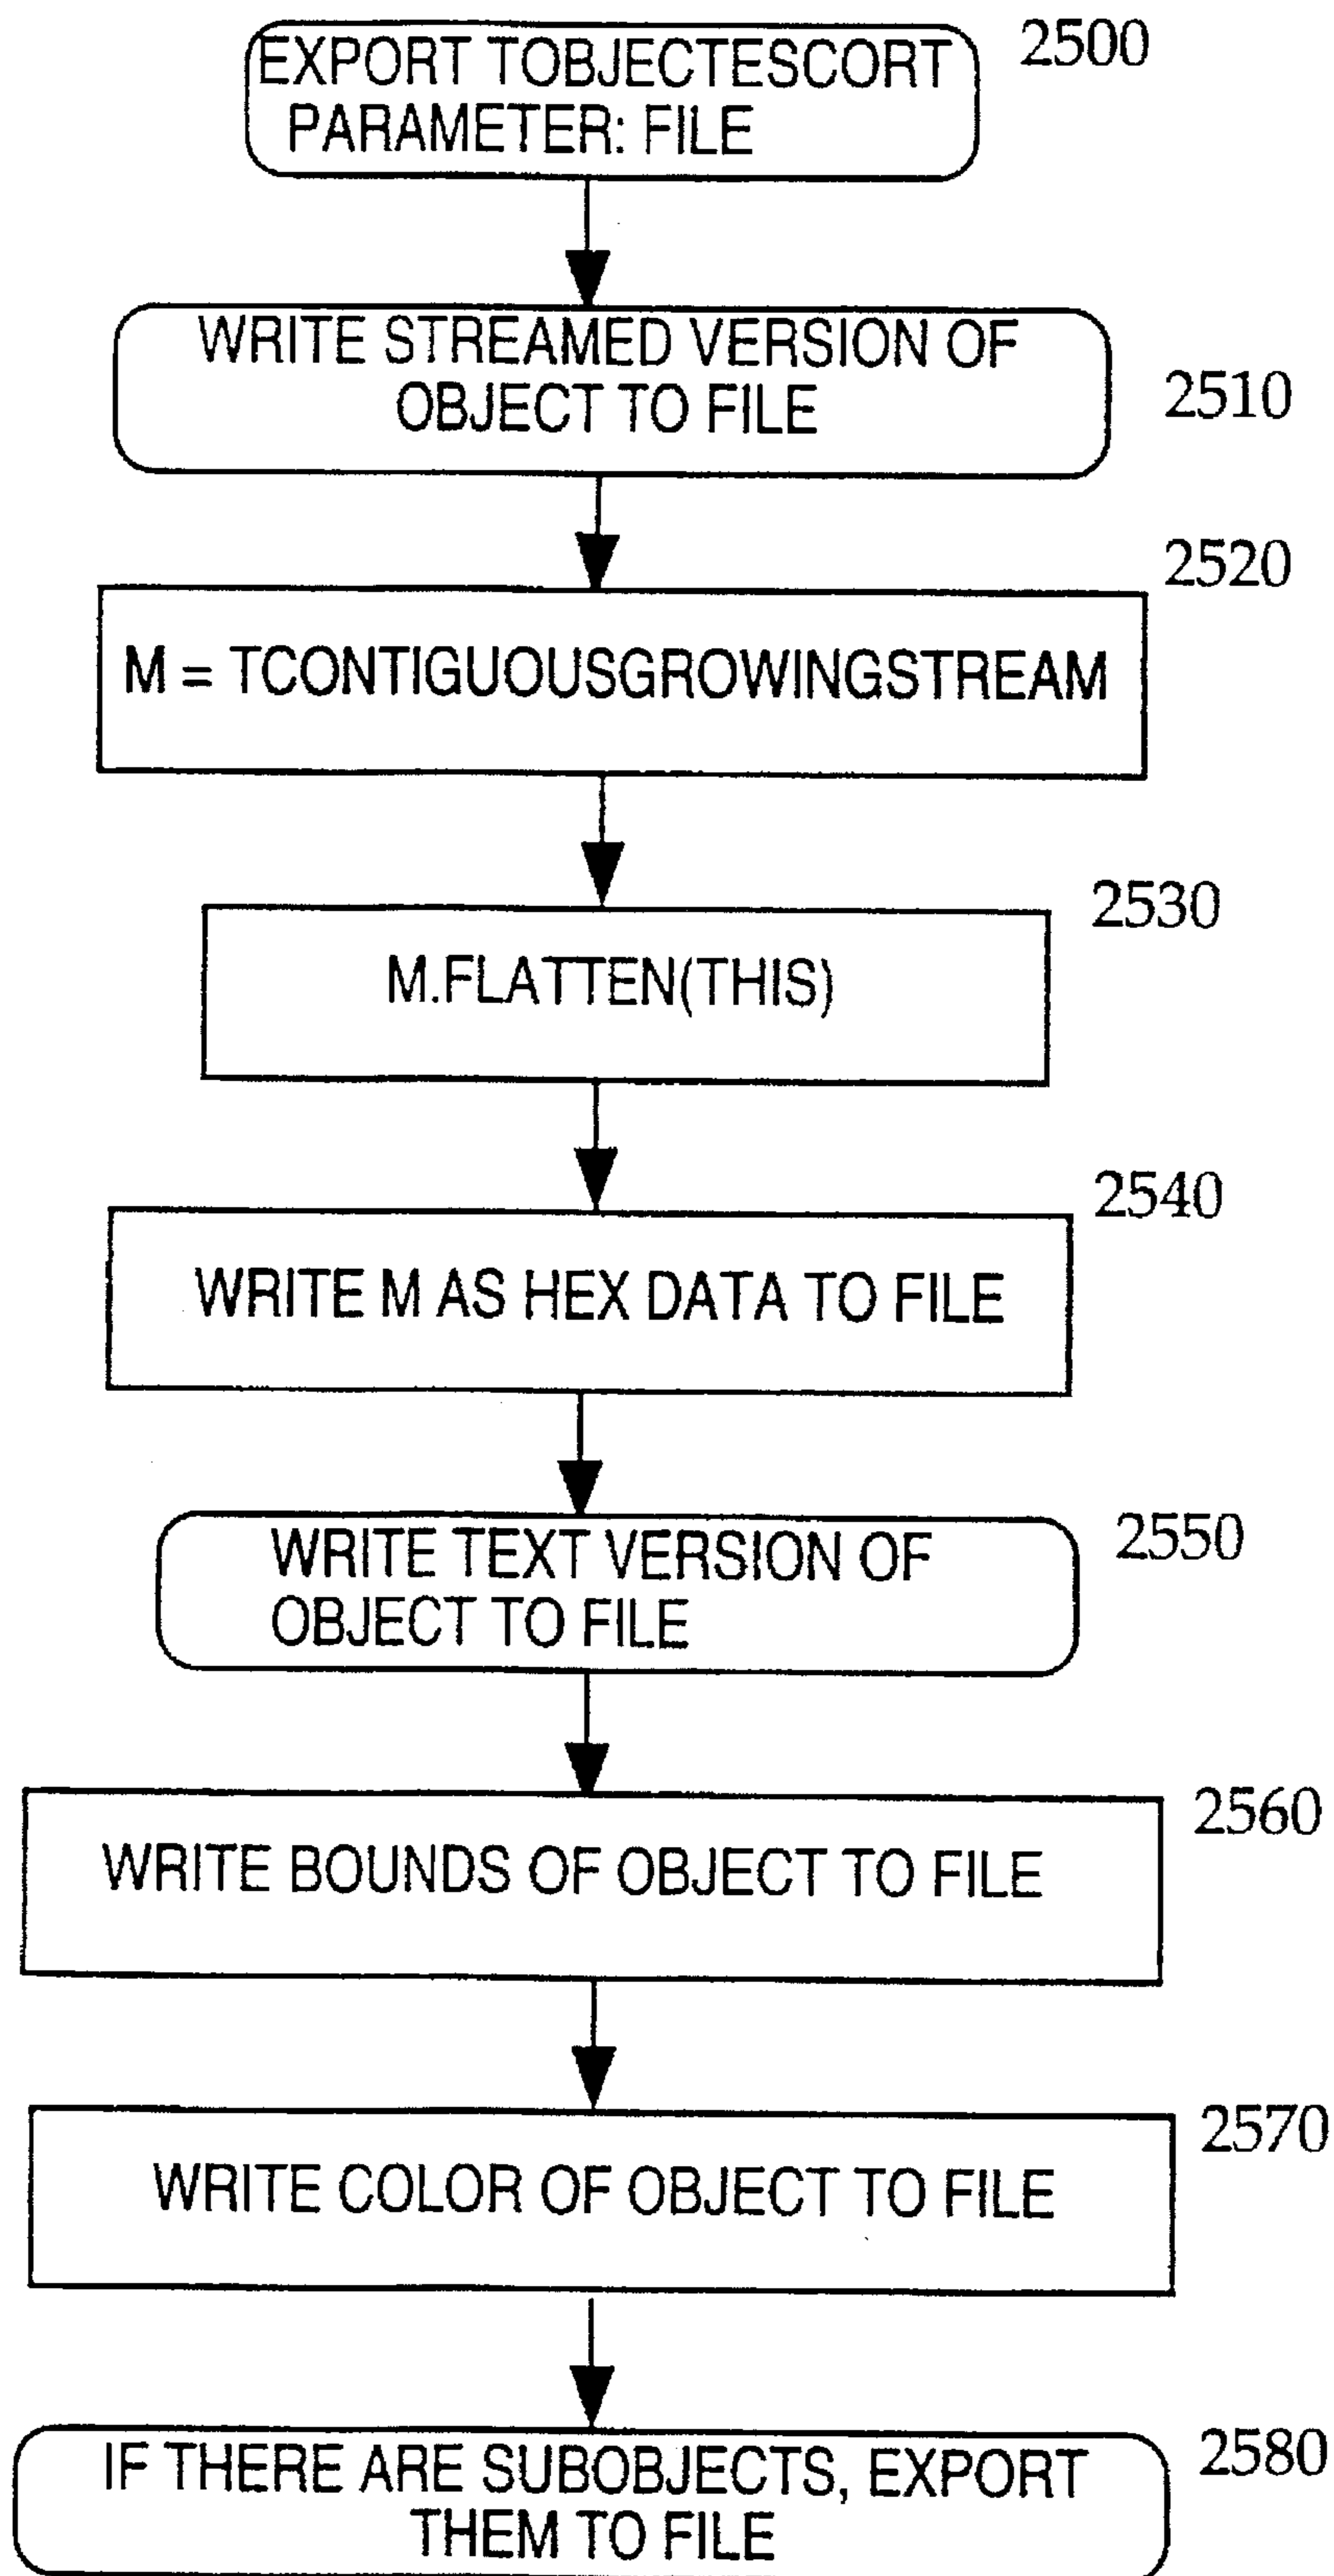 EXPORT TOBJECTESCORT
PARAMETER: FILE
2500
WRITE STREAMED VERSION OF
OBJECT TO FILE
2510
2520
M = TCONTIGUOUSGROWINGSTREAM
2530
M.FLATTEN(THIS)
2540
WRITE M AS HEX DATA TO FILE
WRITE TEXT VERSION OF
OBJECT TO FILE
2550
2560
WRITE BOUNDS OF OBJECT TO FILE
2570
WRITE COLOR OF OBJECT TO FILE
2580
IF THERE ARE SUBOBJECTS, EXPORT
THEM TO FILE